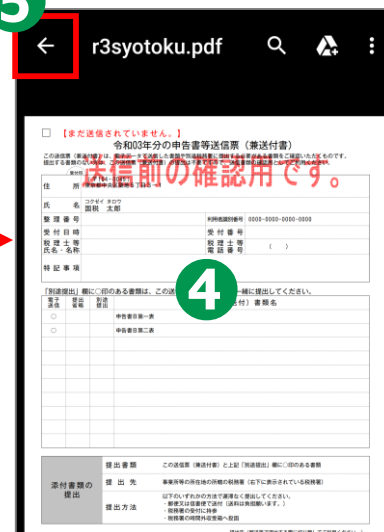 5
r3syotoku.pdf
【まだ送信されていません。】
令和03年分の申告書等送信票（兼送付書）
送信前の確認用です。
住 所
氏 名
コクゼイ タロウ
国税 太郎
整理番号
利用者識別番号 0000-0000-0000-0000
受付日時
受付番号
税理士等
氏名・名称
税理士等
電話番号
（ ）
特記事項
4
「別途提出」欄に○印のある書類は、この送
一緒に提出してください。
電子
送信
提出
省略
別途
提出
書類名
○
申告書B第一表
○
申告書B第二表
添付書類の
提出
提出書類
この送信票（兼送付書）と上記「別途提出」欄に○印のある書類
提出先
事業所等の所在地の所轄の税務署（右下に表示されている税務署）
提出方法
以下のいずれかの方法で遅滞なく提出してください。
・郵便又は信書便で送付（送料は負担願います。）
・税務署の受付に持参
・税務署の時間外収受箱へ投函